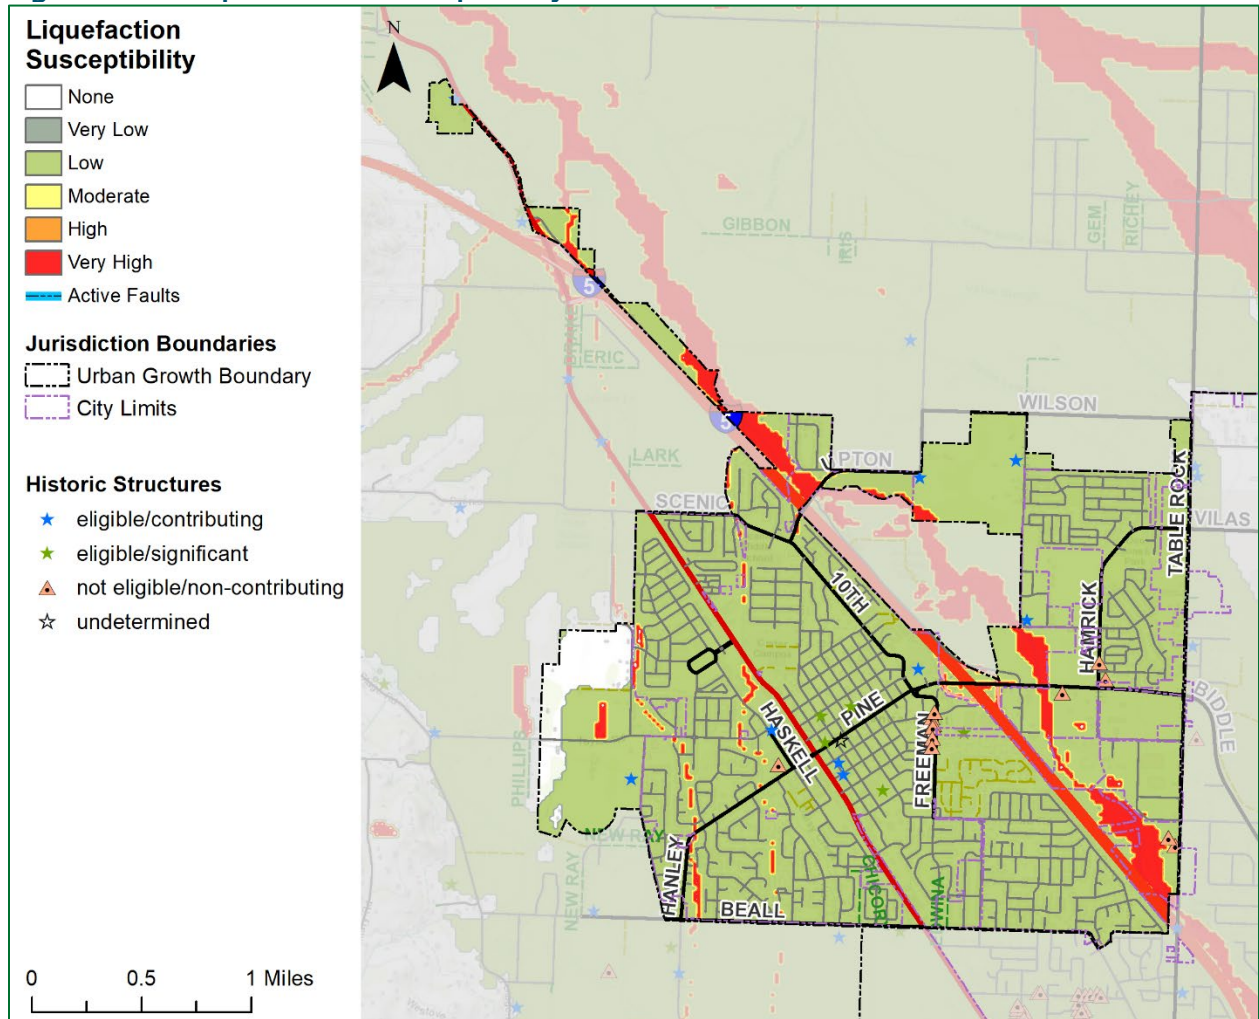 Liquefaction
Susceptibility
None
Very Low
Low
Moderate
High
Very High
Active Faults
Jurisdiction Boundaries
Urban Growth Boundary
City Limits
Historic Structures
eligible/contributing
eligible/significant
not eligible/non-contributing
undetermined
0 0.5 1 Miles
N
GIBBON
IRIS
GEM
RICHEY
5
ERIC
WILSON
5
LARK
UPTON
SCENIC
TABLE ROCK
VILAS
10TH
HAMRICK
BIDDLE
PINE
HASKELL
FREEMAN
PHILLIPS
NEW RAY
NEW RAY
HANLEY
BEALL